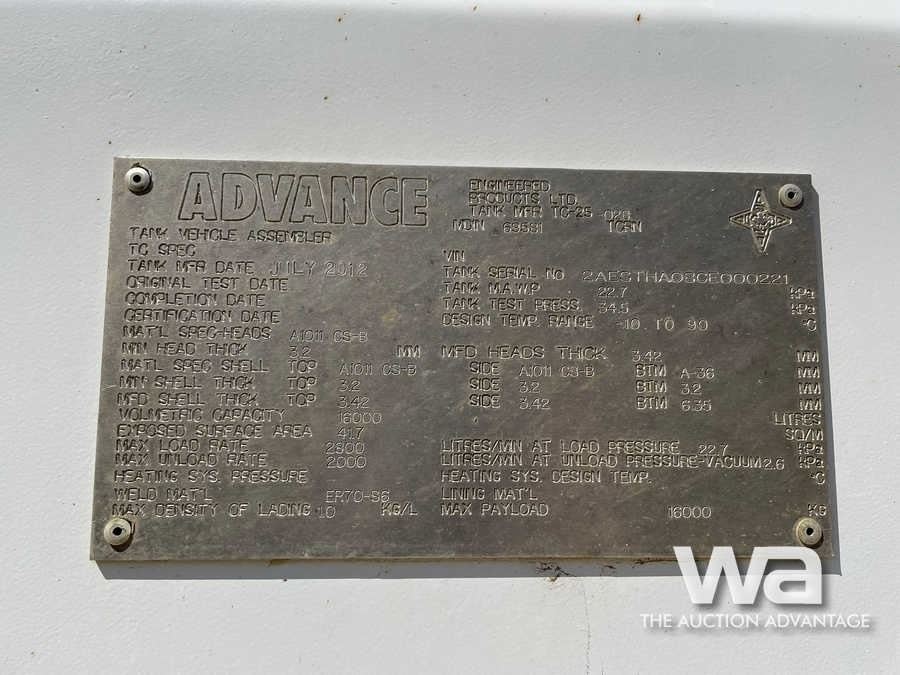 ADVANCE
ENGINEERED
PRODUCTS LTD.
TANK MFR TC-25 -026
MDIN 69581 TCRN
TANK VEHICLE ASSEMBLER
TC SPEC VIN
TANK MFR DATE JULY 2012 TANK SERIAL NO 2AESTHA08CE000221
ORIGINAL TEST DATE TANK M.A.W.P. 22.7 kPa
COMPLETION DATE TANK TEST PRESS. 34.5 kPa
CERTIFICATION DATE DESIGN TEMP. RANGE -10 TO 90 °C
MAT'L SPEC-HEADS A1011 CS-B
MIN HEAD THICK 3.2 MM MFD HEADS THICK 3.42 MM
MAT'L SPEC SHELL TOP A1011 CS-B SIDE A1011 CS-B BTM A-36 MM
MIN SHELL THICK TOP 3.2 SIDE 3.2 BTM 3.2 MM
MFD SHELL THICK TOP 3.42 SIDE 3.42 BTM 6.35 MM
VOLMETRIC CAPACITY 16000 LITRES
EXPOSED SURFACE AREA 41.7 SQ/M
MAX LOAD RATE 2800 LITRES/MIN AT LOAD PRESSURE 22.7 kPa
MAX UNLOAD RATE 2000 LITRES/MIN AT UNLOAD PRESSURE-VACUUM 2.6 kPa
HEATING SYS. PRESSURE HEATING SYS. DESIGN TEMP. °C
WELD MAT'L ER70-S6 LINING MAT'L
MAX DENSITY OF LADING 1.0 KG/L MAX PAYLOAD 16000 KG
wa
THE AUCTION ADVANTAGE